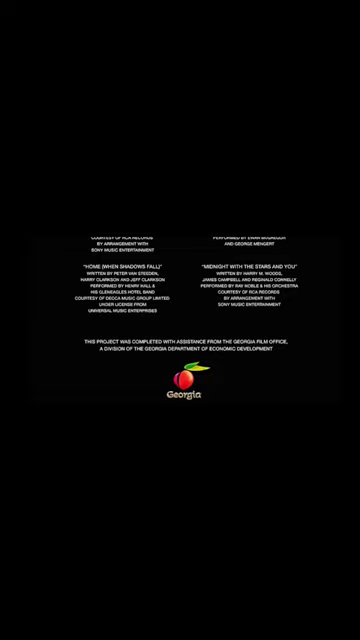 COURTESY OF RCA RECORDS
BY ARRANGEMENT WITH
SONY MUSIC ENTERTAINMENT
PERFORMED BY EWAN MCGREGOR
AND GEORGE MENGERT
"HOME (WHEN SHADOWS FALL)"
WRITTEN BY PETER VAN STEEDEN,
HARRY CLARKSON AND JEFF CLARKSON
PERFORMED BY HENRY HALL &
HIS GLENEAGLES HOTEL BAND
COURTESY OF DECCA MUSIC GROUP LIMITED
UNDER LICENSE FROM
UNIVERSAL MUSIC ENTERPRISES
"MIDNIGHT WITH THE STARS AND YOU"
WRITTEN BY HARRY M. WOODS,
JAMES CAMPBELL AND REGINALD CONNELLY
PERFORMED BY RAY NOBLE & HIS ORCHESTRA
COURTESY OF RCA RECORDS
BY ARRANGEMENT WITH
SONY MUSIC ENTERTAINMENT
THIS PROJECT WAS COMPLETED WITH ASSISTANCE FROM THE GEORGIA FILM OFFICE,
A DIVISION OF THE GEORGIA DEPARTMENT OF ECONOMIC DEVELOPMENT
Georgia